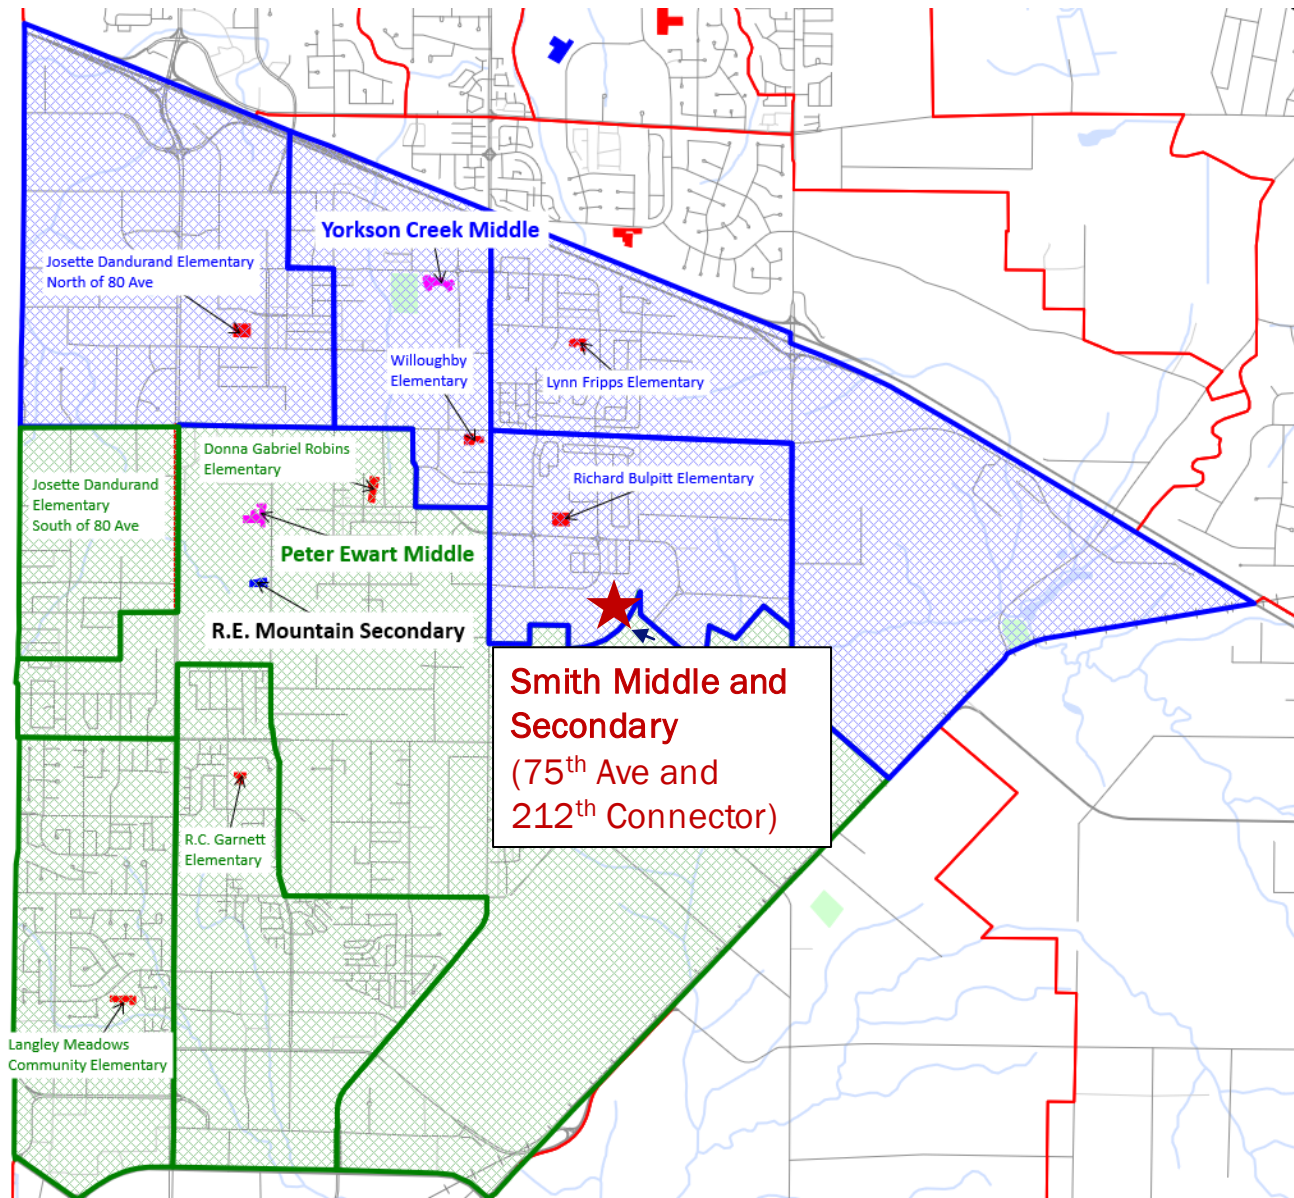 Yorkson Creek Middle
Josette Dandurand Elementary
North of 80 Ave
Willoughby
Elementary
Lynn Fripps Elementary
Donna Gabriel Robins
Elementary
Josette Dandurand
Elementary
South of 80 Ave
Richard Bulpitt Elementary
Peter Ewart Middle
R.E. Mountain Secondary
Smith Middle and
Secondary
(75th Ave and
212th Connector)
R.C. Garnett
Elementary
Langley Meadows
Community Elementary